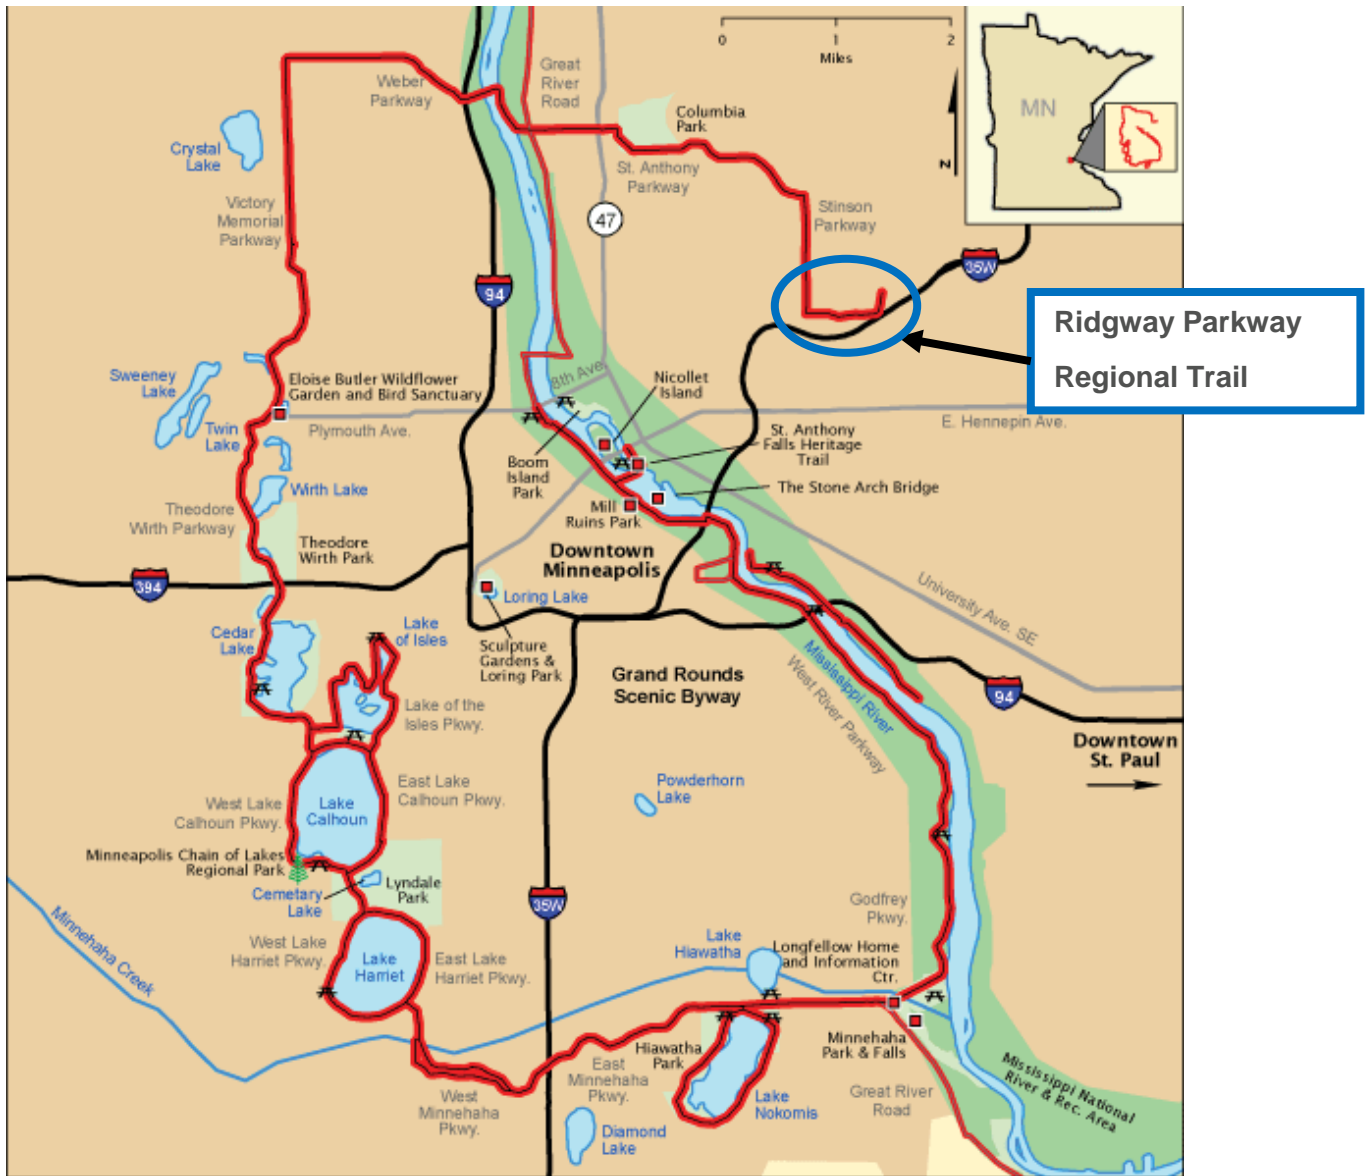 0
1
2
Miles
N
MN
Great
River
Road
Weber
Parkway
Columbia
Park
Crystal
Lake
St. Anthony
Parkway
Victory
Memorial
Parkway
Stinson
Parkway
47
35W
94
Ridgway Parkway
Regional Trail
Sweeney
Lake
Eloise Butler Wildflower
Garden and Bird Sanctuary
8th Ave.
Nicollet
Island
Twin
Lake
Plymouth Ave.
E. Hennepin Ave.
St. Anthony
Falls Heritage
Trail
Boom
Island
Park
Wirth Lake
The Stone Arch Bridge
Theodore
Wirth Parkway
Mill
Ruins Park
Theodore
Wirth Park
Downtown
Minneapolis
394
Loring Lake
University Ave. SE
Cedar
Lake
Lake
of Isles
Sculpture
Gardens &
Loring Park
Grand Rounds
Scenic Byway
Mississippi River
West River Parkway
94
Lake of the
Isles Pkwy.
Downtown
St. Paul
East Lake
Calhoun Pkwy.
Powderhorn
Lake
West Lake
Calhoun Pkwy.
Lake
Calhoun
Minneapolis Chain of Lakes
Regional Park
Cemetary
Lake
Lyndale
Park
35W
Godfrey
Pkwy.
Minnehaha Creek
West Lake
Harriet Pkwy.
Lake
Harriet
East Lake
Harriet Pkwy.
Lake
Hiawatha
Longfellow Home
and Information
Ctr.
Hiawatha
Park
Minnehaha
Park & Falls
East
Minnehaha
Pkwy.
West
Minnehaha
Pkwy.
Lake
Nokomis
Great River
Road
Mississippi National
River & Rec. Area
Diamond
Lake